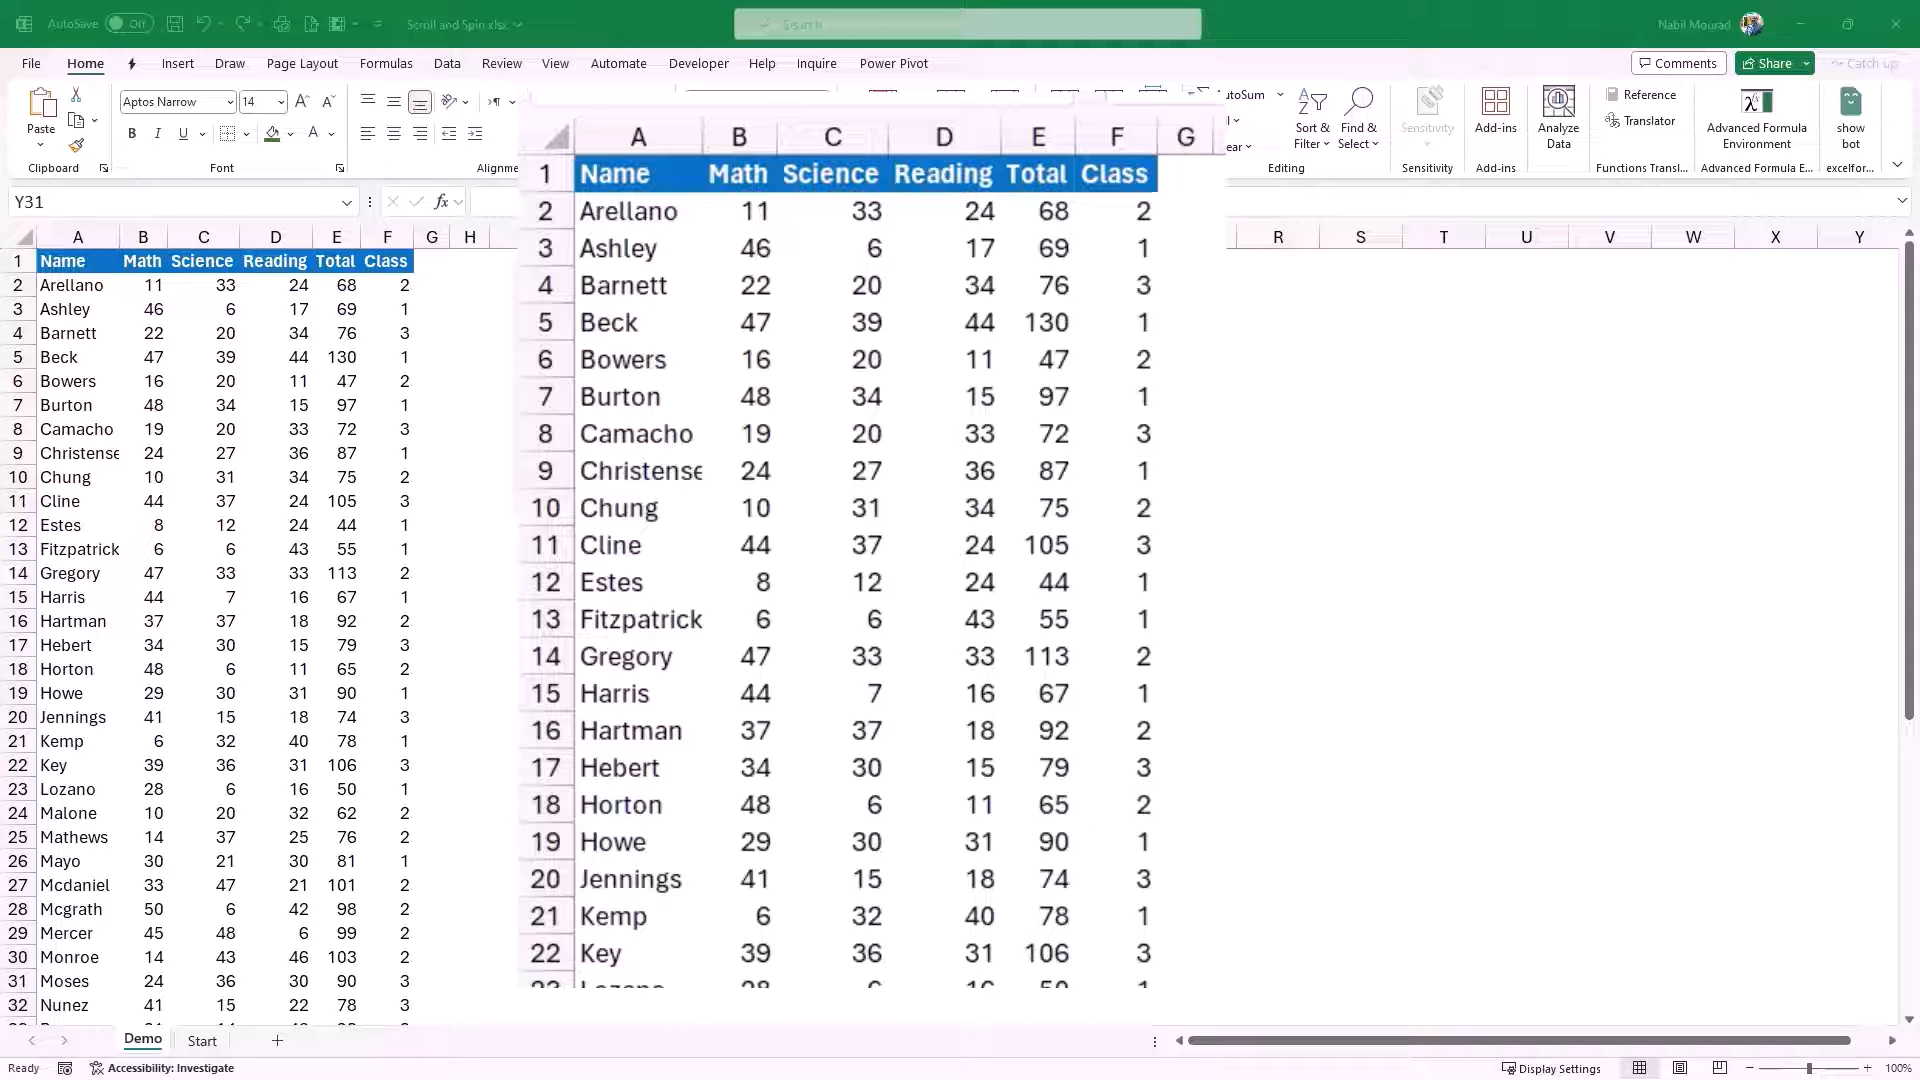 AutoSave Off Scroll and Spin.xlsx Search Nabil Mourad
File Home Insert Draw Page Layout Formulas Data Review View Automate Developer Help Inquire Power Pivot Comments Share Catch up
Paste
Clipboard
Aptos Narrow 14
B I U
Font
Alignme
utoSum
Sort & Filter
Find & Select
Editing
Sensitivity
Sensitivity
Add-ins
Add-ins
Analyze Data
Reference
Translator
Functions Transl...
Advanced Formula Environment
Advanced Formula E...
show bot
excelfor...
Y31 fx
A B C D E F G H R S T U V W X Y
1 Name Math Science Reading Total Class
2 Arellano 11 33 24 68 2
3 Ashley 46 6 17 69 1
4 Barnett 22 20 34 76 3
5 Beck 47 39 44 130 1
6 Bowers 16 20 11 47 2
7 Burton 48 34 15 97 1
8 Camacho 19 20 33 72 3
9 Christense 24 27 36 87 1
10 Chung 10 31 34 75 2
11 Cline 44 37 24 105 3
12 Estes 8 12 24 44 1
13 Fitzpatrick 6 6 43 55 1
14 Gregory 47 33 33 113 2
15 Harris 44 7 16 67 1
16 Hartman 37 37 18 92 2
17 Hebert 34 30 15 79 3
18 Horton 48 6 11 65 2
19 Howe 29 30 31 90 1
20 Jennings 41 15 18 74 3
21 Kemp 6 32 40 78 1
22 Key 39 36 31 106 3
23 Lozano 28 6 16 50 1
24 Malone 10 20 32 62 2
25 Mathews 14 37 25 76 2
26 Mayo 30 21 30 81 1
27 Mcdaniel 33 47 21 101 2
28 Mcgrath 50 6 42 98 2
29 Mercer 45 48 6 99 2
30 Monroe 14 43 46 103 2
31 Moses 24 36 30 90 3
32 Nunez 41 15 22 78 3
A B C D E F G
1 Name Math Science Reading Total Class
2 Arellano 11 33 24 68 2
3 Ashley 46 6 17 69 1
4 Barnett 22 20 34 76 3
5 Beck 47 39 44 130 1
6 Bowers 16 20 11 47 2
7 Burton 48 34 15 97 1
8 Camacho 19 20 33 72 3
9 Christense 24 27 36 87 1
10 Chung 10 31 34 75 2
11 Cline 44 37 24 105 3
12 Estes 8 12 24 44 1
13 Fitzpatrick 6 6 43 55 1
14 Gregory 47 33 33 113 2
15 Harris 44 7 16 67 1
16 Hartman 37 37 18 92 2
17 Hebert 34 30 15 79 3
18 Horton 48 6 11 65 2
19 Howe 29 30 31 90 1
20 Jennings 41 15 18 74 3
21 Kemp 6 32 40 78 1
22 Key 39 36 31 106 3
Demo Start
Ready Accessibility: Investigate Display Settings 100%